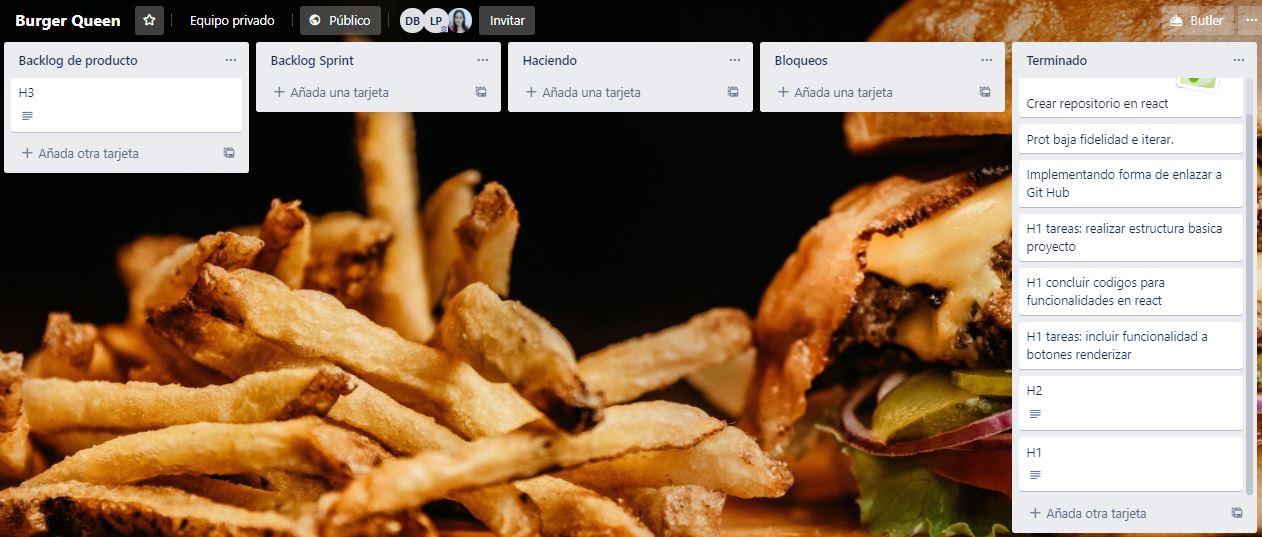 Burger Queen
Equipo privado
Público
DB
LP
Invitar
Butler
Backlog de producto
H3
Añada otra tarjeta
Backlog Sprint
Añada una tarjeta
Haciendo
Añada una tarjeta
Bloqueos
Añada una tarjeta
Terminado
Crear repositorio en react
Prot baja fidelidad e iterar.
Implementando forma de enlazar a
Git Hub
H1 tareas: realizar estructura basica
proyecto
H1 concluir codigos para
funcionalidades en react
H1 tareas: incluir funcionalidad a
botones renderizar
H2
H1
Añada otra tarjeta